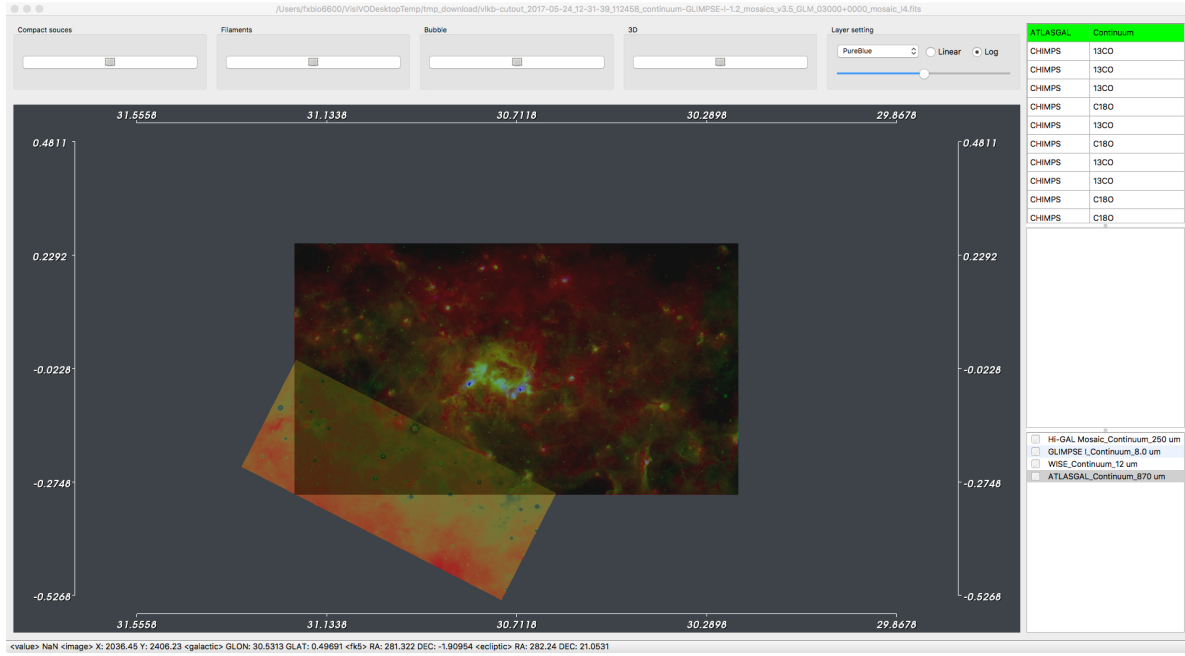 /Users/fxbio6600/VisIVODesktopTemp/tmp_download/vlkb-cutout_2017-05-24_12-31-39_112458_continuum-GLIMPSE-I-1.2_mosaics_v3.5_GLM_03000+0000_mosaic_I4.fits
Compact souces Filaments Bubble 3D Layer setting
PureBlue Linear Log
ATLASGAL Continuum
CHIMPS 13CO
CHIMPS 13CO
CHIMPS 13CO
CHIMPS C18O
CHIMPS 13CO
CHIMPS C18O
CHIMPS 13CO
CHIMPS 13CO
CHIMPS C18O
CHIMPS C18O
31.5558 31.1338 30.7118 30.2898 29.8678
0.4811 0.4811
0.2292 0.2292
-0.0228 -0.0228
-0.2748 -0.2748
-0.5268 -0.5268
31.5558 31.1338 30.7118 30.2898 29.8678
Hi-GAL Mosaic_Continuum_250 um
GLIMPSE I_Continuum_8.0 um
WISE_Continuum_12 um
ATLASGAL_Continuum_870 um
<value> NaN <image> X: 2036.45 Y: 2406.23 <galactic> GLON: 30.5313 GLAT: 0.49691 <fk5> RA: 281.322 DEC: -1.90954 <ecliptic> RA: 282.24 DEC: 21.0531